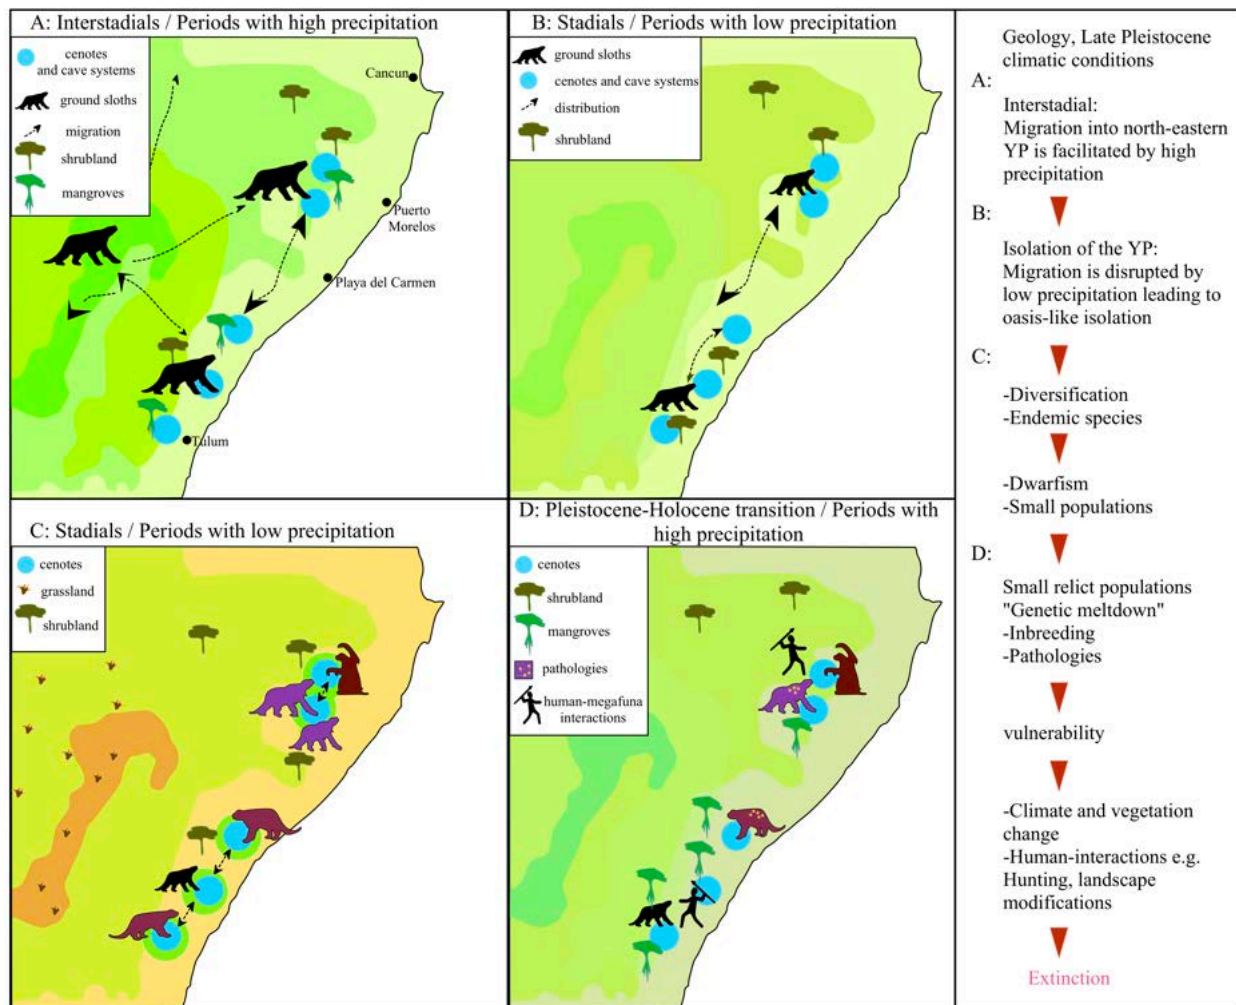 A: Interstadials / Periods with high precipitation
cenotes
and cave systems
ground sloths
migration
shrubland
mangroves
Cancun
Puerto
Morelos
Playa del Carmen
Tulum
B: Stadials / Periods with low precipitation
ground sloths
cenotes and cave systems
distribution
shrubland
C: Stadials / Periods with low precipitation
cenotes
grassland
shrubland
D: Pleistocene-Holocene transition / Periods with
high precipitation
cenotes
shrubland
mangroves
pathologies
human-megafuna
interactions
Geology, Late Pleistocene
climatic conditions
A:
Interstadial:
Migration into north-eastern
YP is facilitated by high
precipitation
B:
Isolation of the YP:
Migration is disrupted by
low precipitation leading to
oasis-like isolation
C:
-Diversification
-Endemic species
-Dwarfism
-Small populations
D:
Small relict populations
"Genetic meltdown"
-Inbreeding
-Pathologies
vulnerability
-Climate and vegetation
change
-Human-interactions e.g.
Hunting, landscape
modifications
Extinction